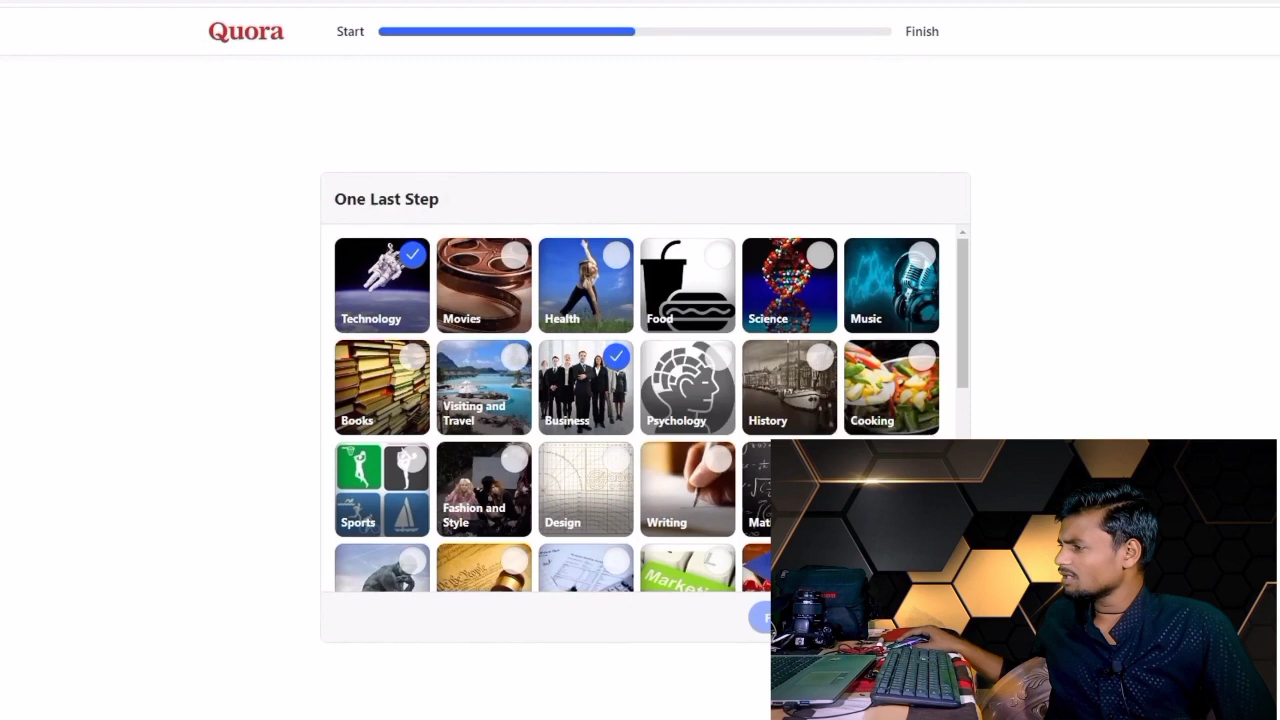 Quora
Start
Finish
One Last Step
Technology
Movies
Health
Food
Science
Music
Books
Visiting and
Travel
Business
Psychology
History
Cooking
Sports
Fashion and
Style
Design
Writing